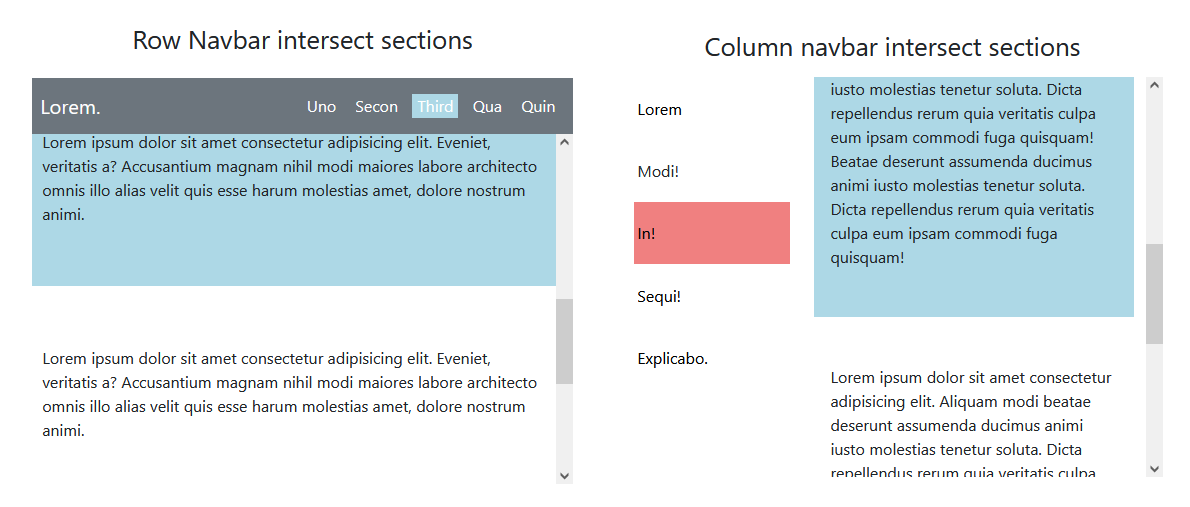 Row Navbar intersect sections
Lorem.
Uno Secon Third Qua Quin
Lorem ipsum dolor sit amet consectetur adipisicing elit. Eveniet,
veritatis a? Accusantium magnam nihil modi maiores labore architecto
omnis illo alias velit quis esse harum molestias amet, dolore nostrum
animi.
Lorem ipsum dolor sit amet consectetur adipisicing elit. Eveniet,
veritatis a? Accusantium magnam nihil modi maiores labore architecto
omnis illo alias velit quis esse harum molestias amet, dolore nostrum
animi.
Column navbar intersect sections
Lorem
Modi!
In!
Sequi!
Explicabo.
iusto molestias tenetur soluta. Dicta
repellendus rerum quia veritatis culpa
eum ipsam commodi fuga quisquam!
Beatae deserunt assumenda ducimus
animi iusto molestias tenetur soluta.
Dicta repellendus rerum quia veritatis
culpa eum ipsam commodi fuga
quisquam!
Lorem ipsum dolor sit amet consectetur
adipisicing elit. Aliquam modi beatae
deserunt assumenda ducimus animi
iusto molestias tenetur soluta. Dicta
repellendus rerum quia veritatis culpa